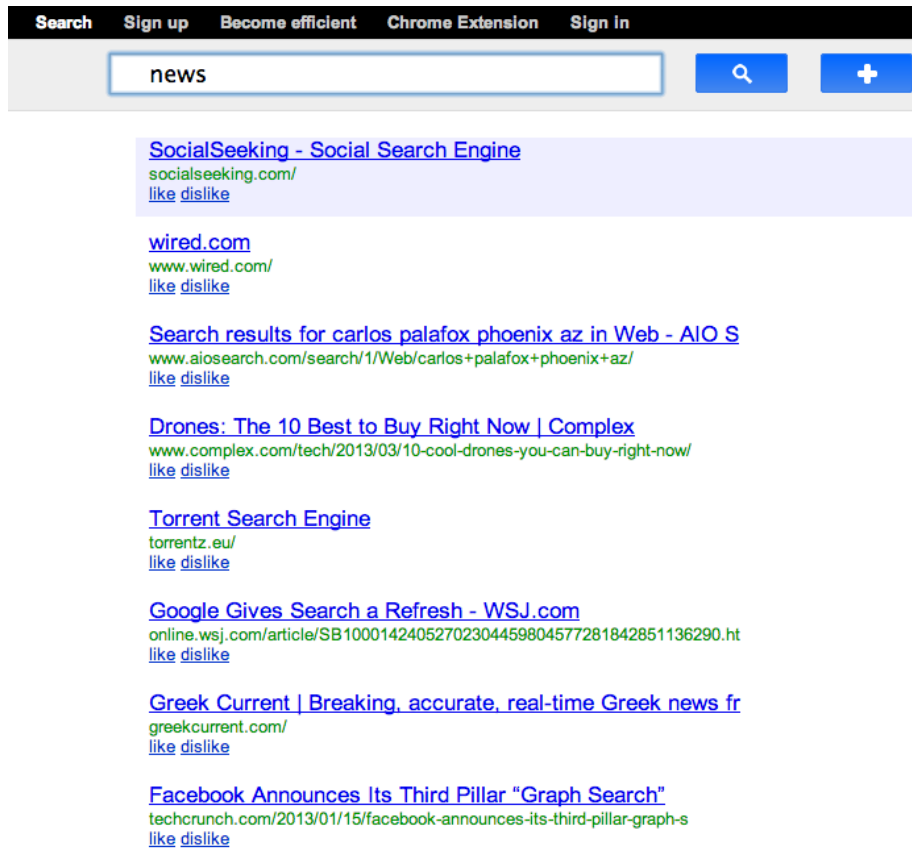 Search Sign up Become efficient Chrome Extension Sign in
news
SocialSeeking - Social Search Engine
socialseeking.com/
like dislike
wired.com
www.wired.com/
like dislike
Search results for carlos palafox phoenix az in Web - AIO S
www.aiosearch.com/search/1/Web/carlos+palafox+phoenix+az/
like dislike
Drones: The 10 Best to Buy Right Now | Complex
www.complex.com/tech/2013/03/10-cool-drones-you-can-buy-right-now/
like dislike
Torrent Search Engine
torrentz.eu/
like dislike
Google Gives Search a Refresh - WSJ.com
online.wsj.com/article/SB10001424052702304459804577281842851136290.ht
like dislike
Greek Current | Breaking, accurate, real-time Greek news fr
greekcurrent.com/
like dislike
Facebook Announces Its Third Pillar “Graph Search”
techcrunch.com/2013/01/15/facebook-announces-its-third-pillar-graph-s
like dislike